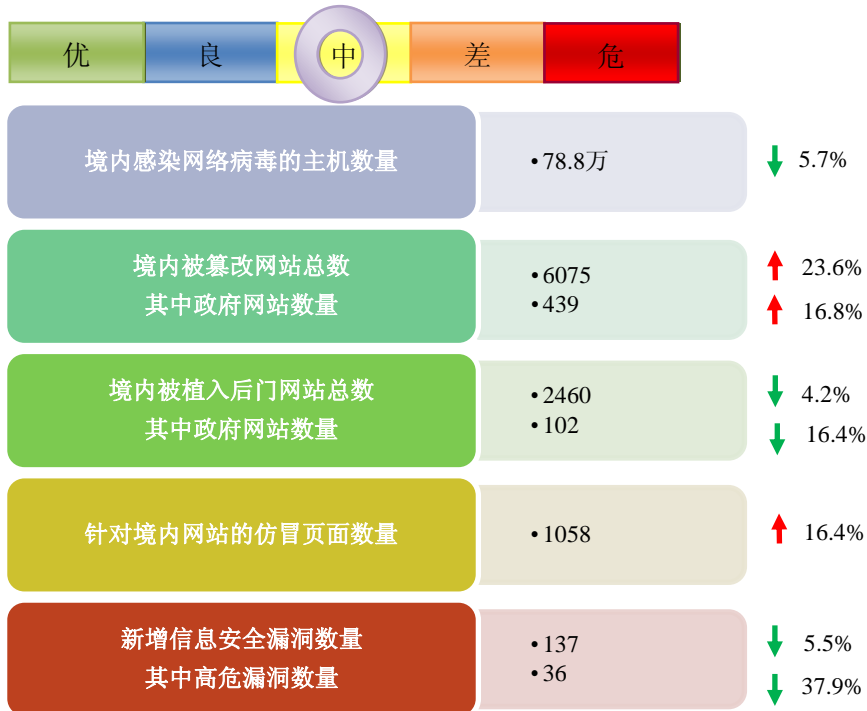 优 良 中 差 危
境内感染网络病毒的主机数量 •78.8万 5.7%
境内被篡改网站总数 •6075 23.6%
其中政府网站数量 •439 16.8%
境内被植入后门网站总数 •2460 4.2%
其中政府网站数量 •102 16.4%
针对境内网站的仿冒页面数量 •1058 16.4%
新增信息安全漏洞数量 •137 5.5%
其中高危漏洞数量 •36 37.9%